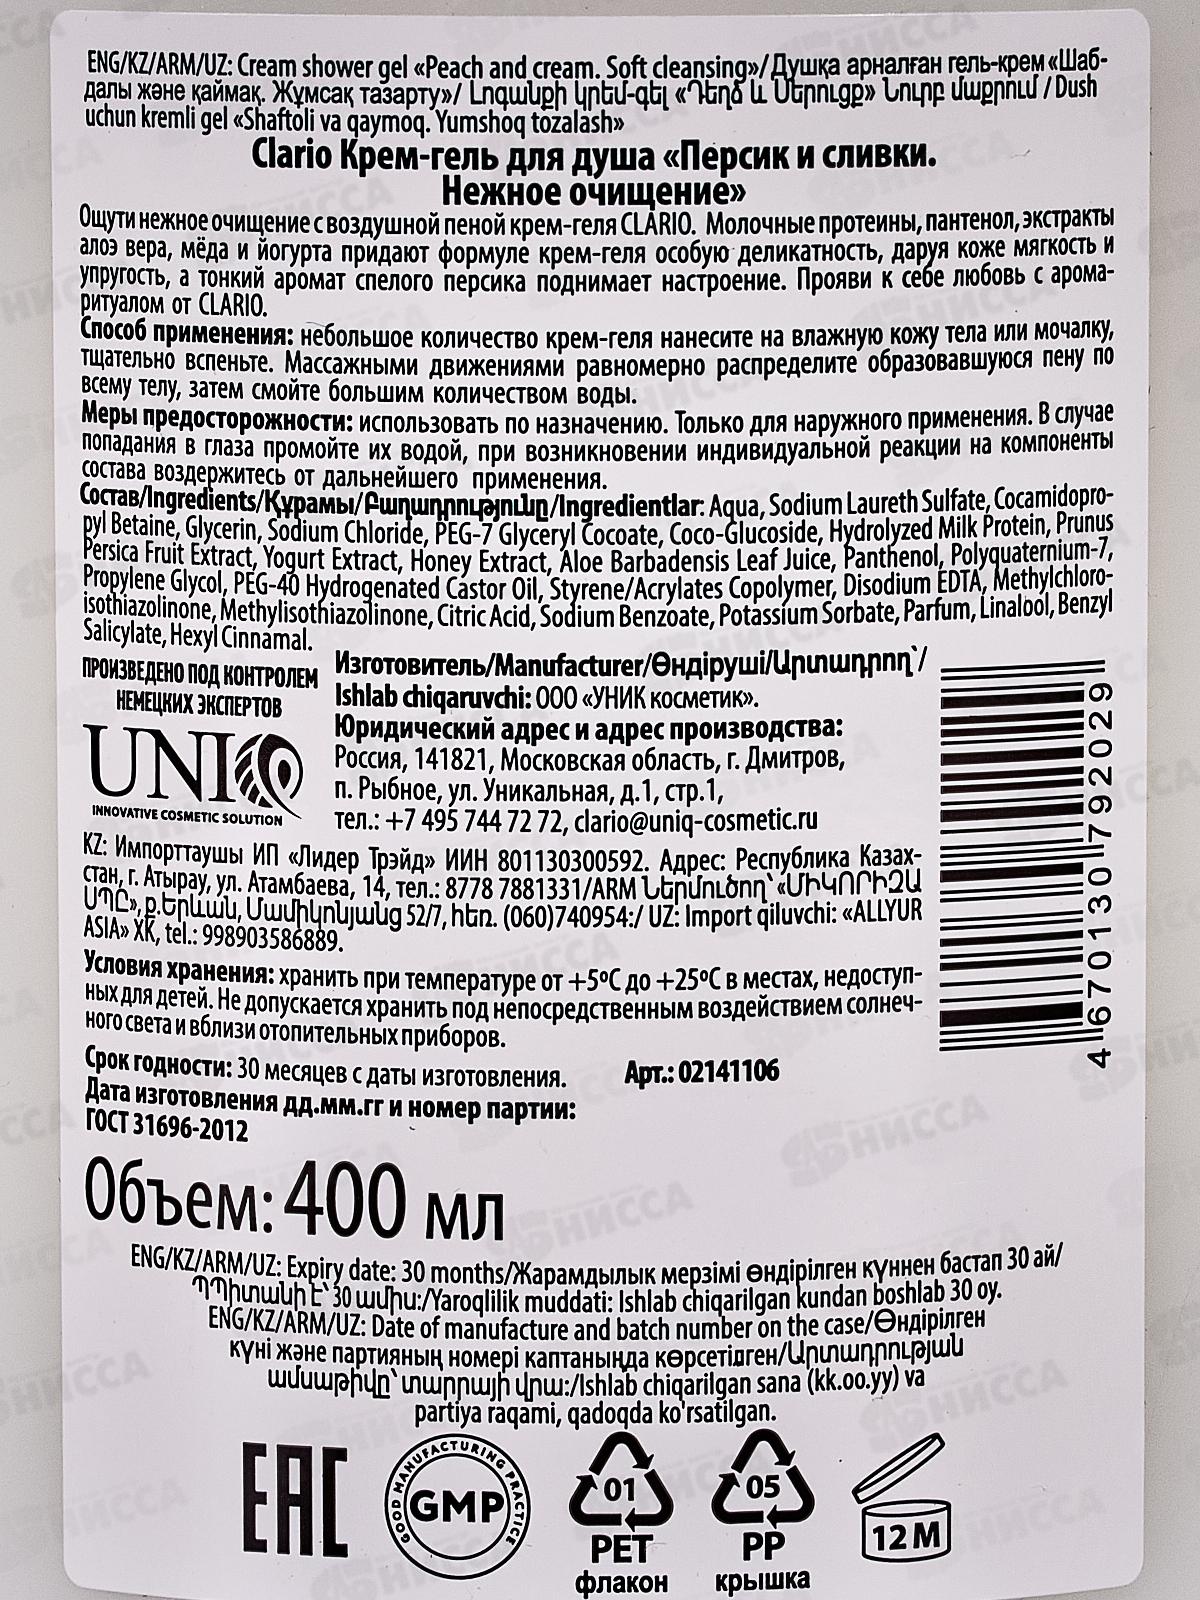 ENG/KZ/ARM/UZ: Cream shower gel «Peach and cream. Soft cleansing»/Душқа арналған гель-крем «Шаб-
далы және қаймақ. Жұмсақ тазарту»/ Լոգանքի կրեմ-գել «Դեղձ և Սերուցք» Նուրբ մաքրում / Dush
uchun kremli gel «Shaftoli va qaymoq. Yumshoq tozalash»
Clario Крем-гель для душа «Персик и сливки.
Нежное очищение»
Ощути нежное очищение с воздушной пеной крем-геля CLARIO. Молочные протеины, пантенол, экстракты
алоэ вера, мёда и йогурта придают формуле крем-геля особую деликатность, даруя коже мягкость и
упругость, а тонкий аромат спелого персика поднимает настроение. Прояви к себе любовь с арома-
ритуалом от CLARIO.
Способ применения: небольшое количество крем-геля нанесите на влажную кожу тела или мочалку,
тщательно вспеньте. Массажными движениями равномерно распределите образовавшуюся пену по
всему телу, затем смойте большим количеством воды.
Меры предосторожности: использовать по назначению. Только для наружного применения. В случае
попадания в глаза промойте их водой, при возникновении индивидуальной реакции на компоненты
состава воздержитесь от дальнейшего применения.
Состав/Ingredients/Құрамы/Բաղադրությունը/Ingredientlar: Aqua, Sodium Laureth Sulfate, Cocamidopro-
pyl Betaine, Glycerin, Sodium Chloride, PEG-7 Glyceryl Cocoate, Coco-Glucoside, Hydrolyzed Milk Protein, Prunus
Persica Fruit Extract, Yogurt Extract, Honey Extract, Aloe Barbadensis Leaf Juice, Panthenol, Polyquaternium-7,
Propylene Glycol, PEG-40 Hydrogenated Castor Oil, Styrene/Acrylates Copolymer, Disodium EDTA, Methylchloro-
isothiazolinone, Methylisothiazolinone, Citric Acid, Sodium Benzoate, Potassium Sorbate, Parfum, Linalool, Benzyl
Salicylate, Hexyl Cinnamal.
ПРОИЗВЕДЕНО ПОД КОНТРОЛЕМ
НЕМЕЦКИХ ЭКСПЕРТОВ
UNIQ
INNOVATIVE COSMETIC SOLUTION
Изготовитель/Manufacturer/Өндіруші/Արտադրող՝/
Ishlab chiqaruvchi: ООО «УНИК косметик».
Юридический адрес и адрес производства:
Россия, 141821, Московская область, г. Дмитров,
п. Рыбное, ул. Уникальная, д.1, стр.1,
тел.: +7 495 744 72 72, clario@uniq-cosmetic.ru
4 670130 792029
KZ: Импорттаушы ИП «Лидер Трэйд» ИИН 801130300592. Адрес: Республика Казах-
стан, г. Атырау, ул. Атамбаева, 14, тел.: 8778 7881331/ARM Ներմուծող՝ «ՄԻԿՈՐԻԶԱ
ՍՊԸ», ք.Երևան, Մամիկոնյանց 52/7, հեռ. (060)740954:/ UZ: Import qiluvchi: «ALLYUR
ASIA» XK, tel.: 998903586889.
Условия хранения: хранить при температуре от +5ºС до +25ºС в местах, недоступ-
ных для детей. Не допускается хранить под непосредственным воздействием солнеч-
ного света и вблизи отопительных приборов.
Срок годности: 30 месяцев с даты изготовления. Арт.: 02141106
Дата изготовления дд.мм.гг и номер партии:
ГОСТ 31696-2012
Объем: 400 мл
ENG/KZ/ARM/UZ: Expiry date: 30 months/Жарамдылық мерзімі өндірілген күннен бастап 30 ай/
Պիտանի է՝ 30 ամիս:/Yaroqlilik muddati: Ishlab chiqarilgan kundan boshlab 30 oy.
ENG/KZ/ARM/UZ: Date of manufacture and batch number on the case/Өндірілген
күні және партияның номері каптаныңда көрсетілген/Արտադրության
ամսաթիվը՝ տարրայի վրա:/Ishlab chiqarilgan sana (kk.oo.yy) va
partiya raqami, qadoqda ko'rsatilgan.
EAC
GOOD MANUFACTURING PRACTICE
GMP
01
PET
флакон
05
PP
крышка
12 M
НИССА